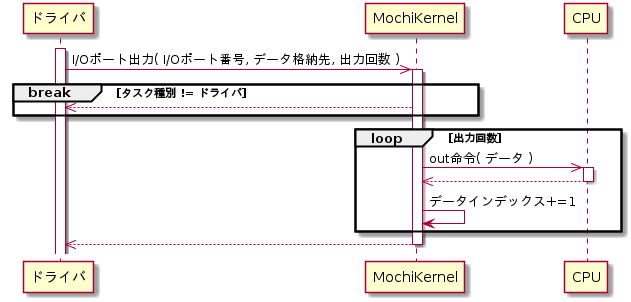 ドライバ MochiKernel CPU
I/Oポート出力( I/Oポート番号, データ格納先, 出力回数 )
break [タスク種別 != ドライバ]
loop [出力回数]
out命令( データ )
データインデックス+=1
ドライバ MochiKernel CPU